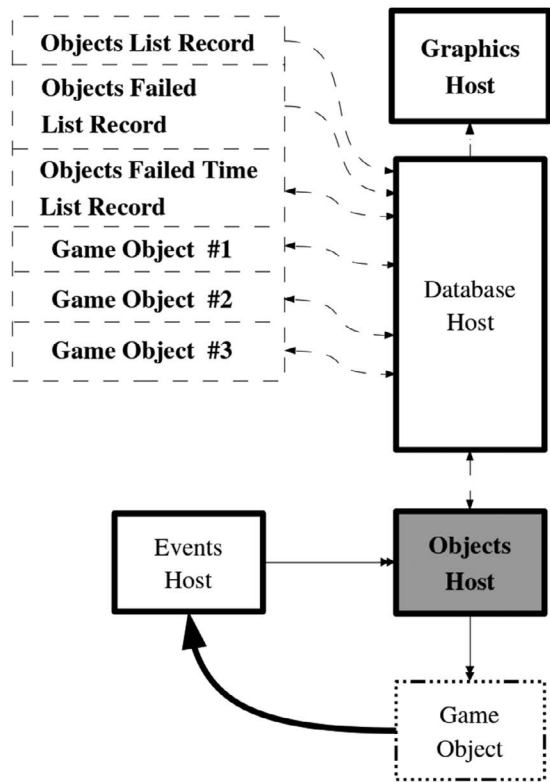 Objects List Record
Objects Failed
List Record
Objects Failed Time
List Record
Game Object #1
Game Object #2
Game Object #3
Graphics
Host
Database
Host
Events
Host
Objects
Host
Game
Object